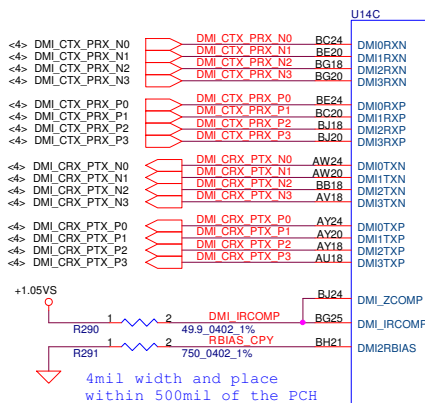 U14C
<4> DMI_CTX_PRX_N0 DMI_CTX_PRX_N0 BC24 DMI0RXN
<4> DMI_CTX_PRX_N1 DMI_CTX_PRX_N1 BE20 DMI1RXN
<4> DMI_CTX_PRX_N2 DMI_CTX_PRX_N2 BG18 DMI2RXN
<4> DMI_CTX_PRX_N3 DMI_CTX_PRX_N3 BG20 DMI3RXN
<4> DMI_CTX_PRX_P0 DMI_CTX_PRX_P0 BE24 DMI0RXP
<4> DMI_CTX_PRX_P1 DMI_CTX_PRX_P1 BC20 DMI1RXP
<4> DMI_CTX_PRX_P2 DMI_CTX_PRX_P2 BJ18 DMI2RXP
<4> DMI_CTX_PRX_P3 DMI_CTX_PRX_P3 BJ20 DMI3RXP
<4> DMI_CRX_PTX_N0 DMI_CRX_PTX_N0 AW24 DMI0TXN
<4> DMI_CRX_PTX_N1 DMI_CRX_PTX_N1 AW20 DMI1TXN
<4> DMI_CRX_PTX_N2 DMI_CRX_PTX_N2 BB18 DMI2TXN
<4> DMI_CRX_PTX_N3 DMI_CRX_PTX_N3 AV18 DMI3TXN
<4> DMI_CRX_PTX_P0 DMI_CRX_PTX_P0 AY24 DMI0TXP
<4> DMI_CRX_PTX_P1 DMI_CRX_PTX_P1 AY20 DMI1TXP
<4> DMI_CRX_PTX_P2 DMI_CRX_PTX_P2 AY18 DMI2TXP
<4> DMI_CRX_PTX_P3 DMI_CRX_PTX_P3 AU18 DMI3TXP
+1.05VS
BJ24 DMI_ZCOMP
1 2 DMI_IRCOMP BG25 DMI_IRCOMP
R290 49.9_0402_1%
1 2 RBIAS_CPY BH21 DMI2RBIAS
R291 750_0402_1%
4mil width and place
within 500mil of the PCH